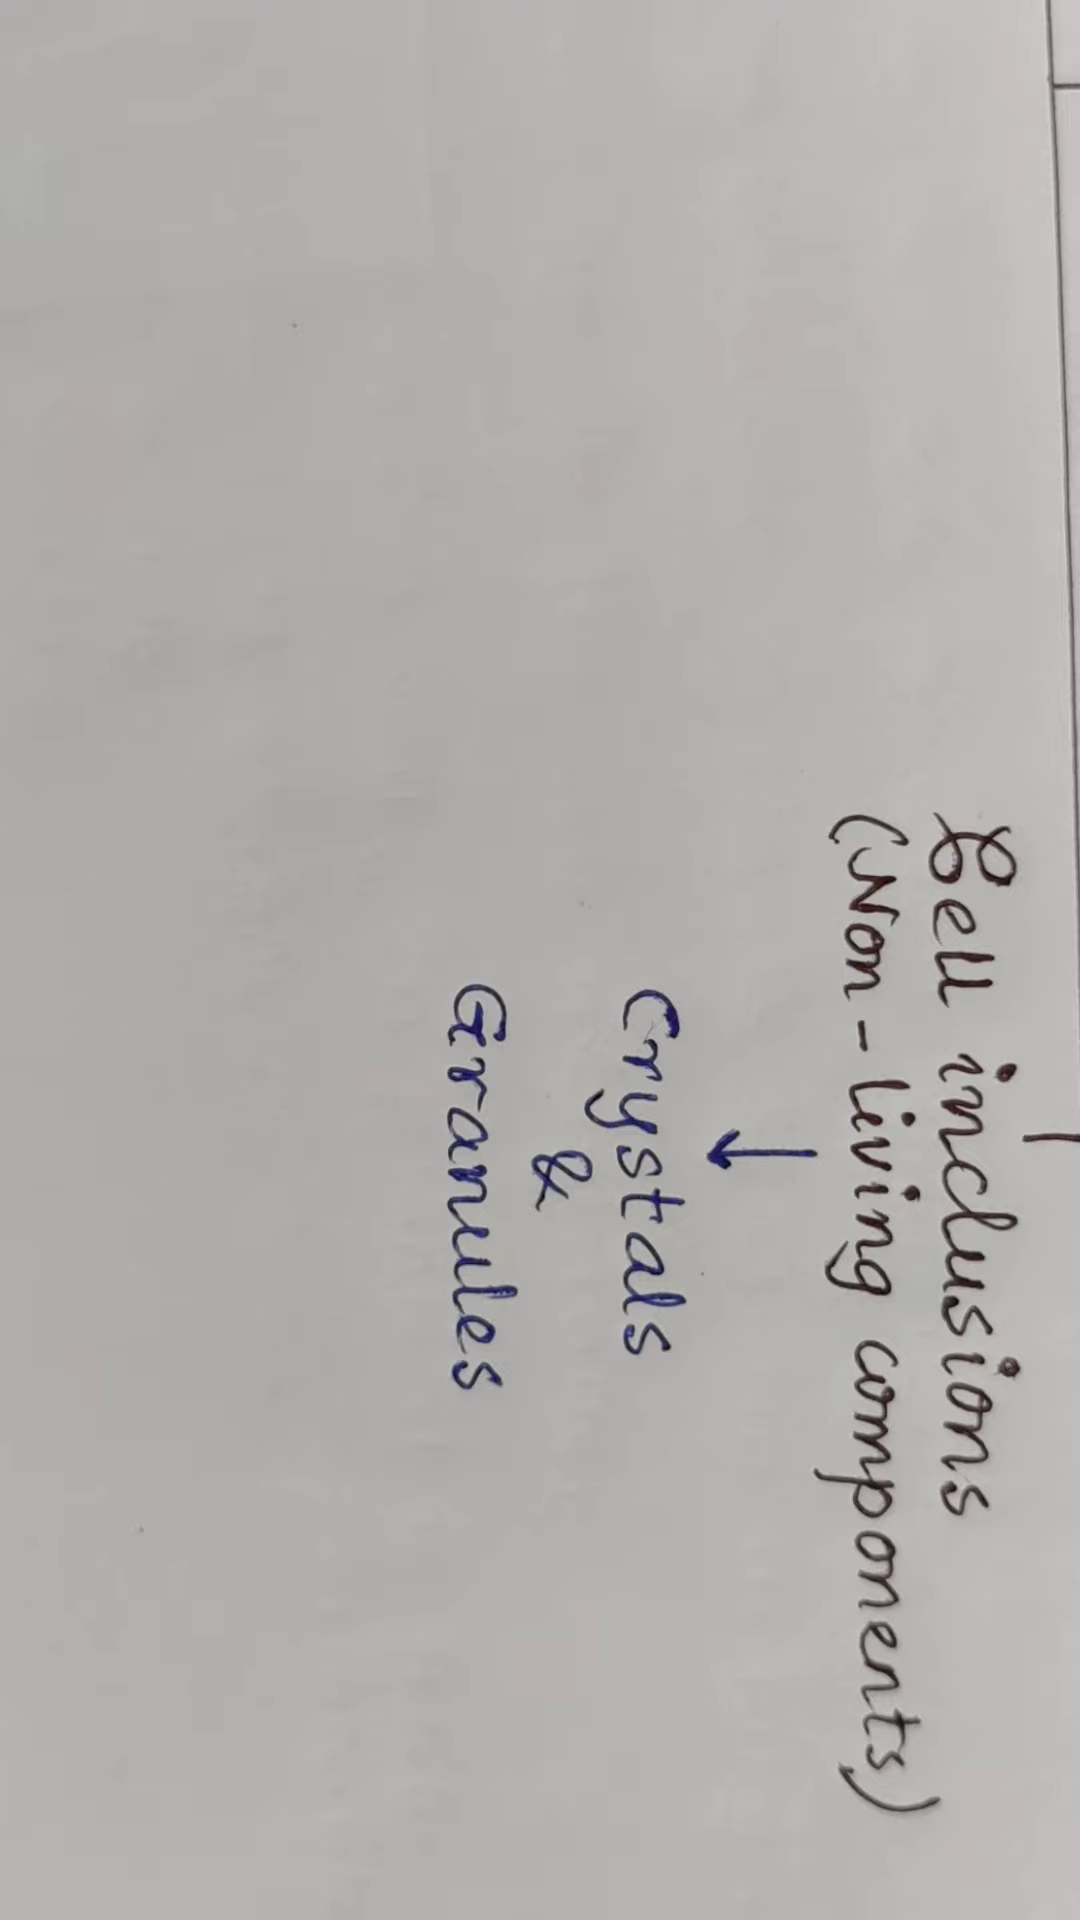 Cell inclusions
(Non-living components)
↓
Crystals
&
Granules